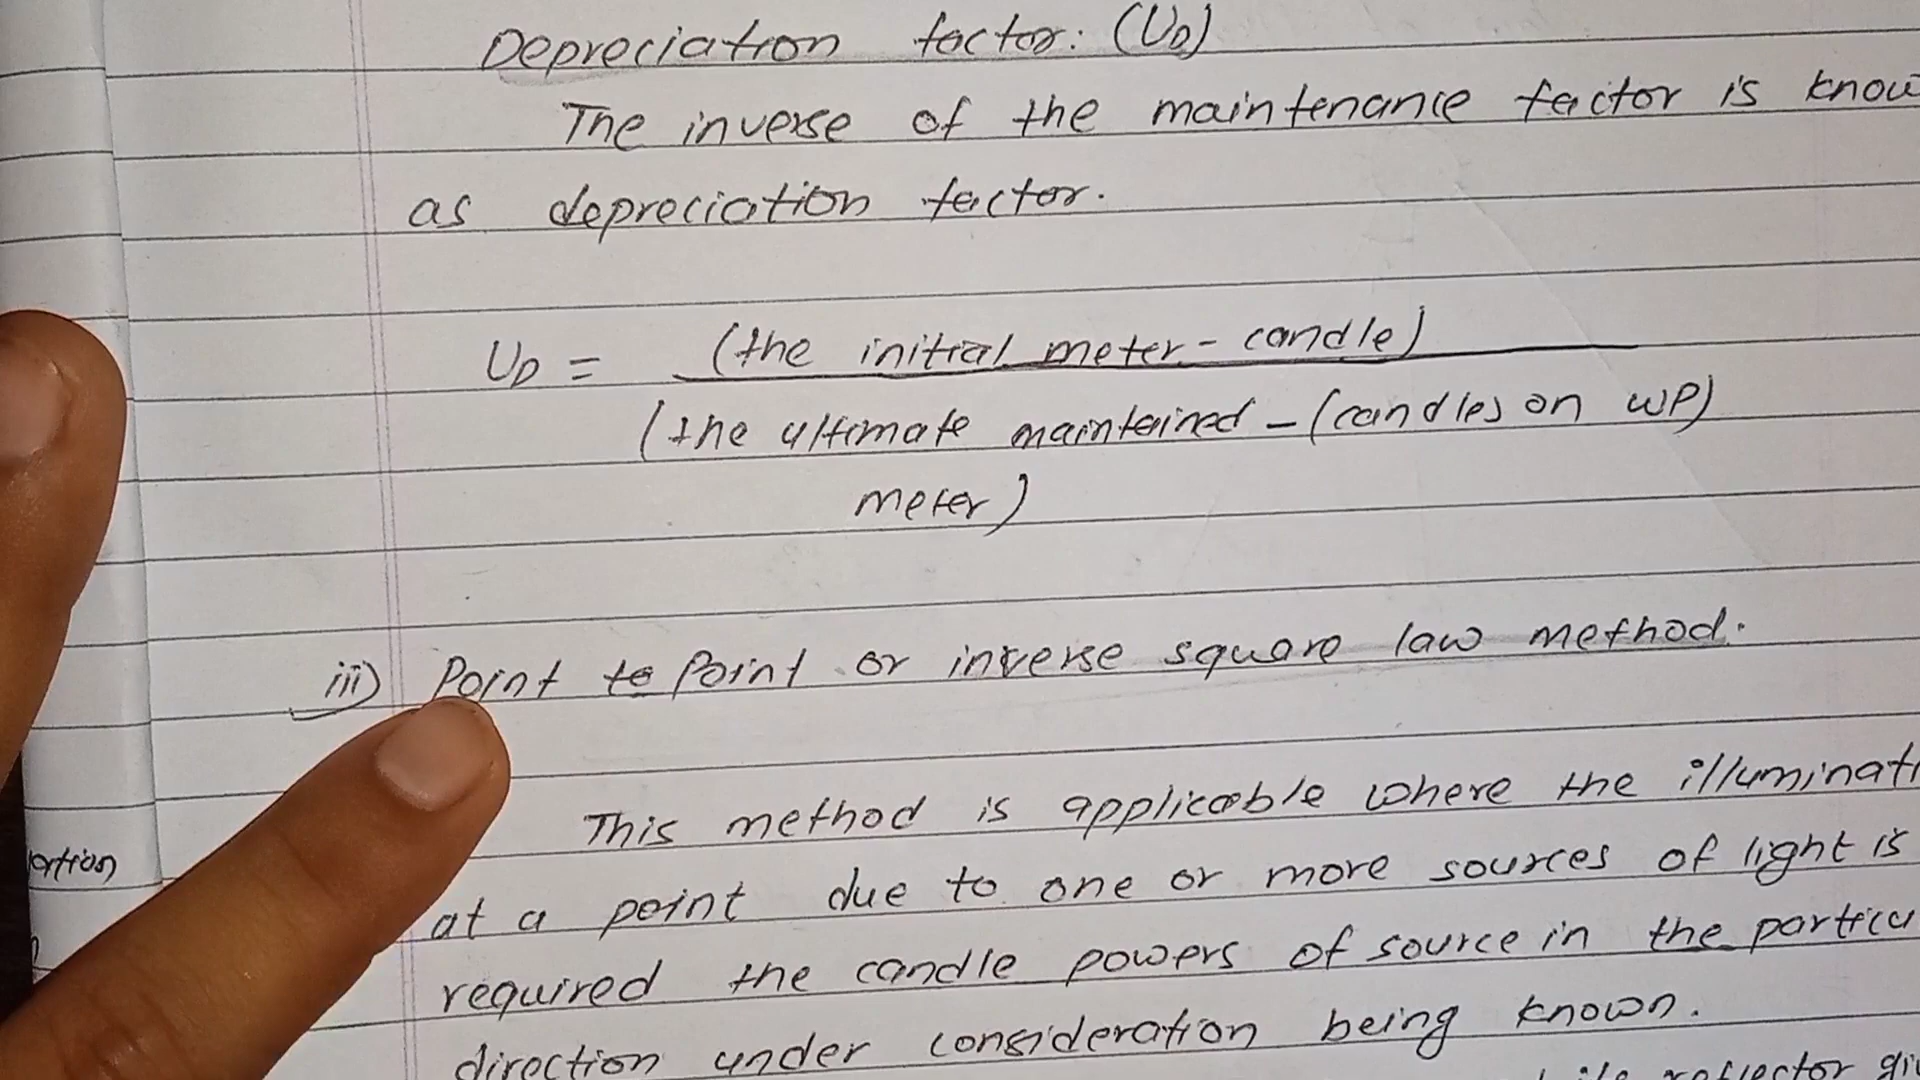 Depreciation factor: (UD)
The inverse of the maintenance factor is know
as depreciation factor.
UD = (the initial meter - candle)
(the ultimate maintained - (candles on WP)
meter)
iii) Point to Point or inverse square law method.
This method is applicable where the illuminati
at a point due to one or more sources of light is
required the candle powers of source in the particu
direction under consideration being known.
reflector